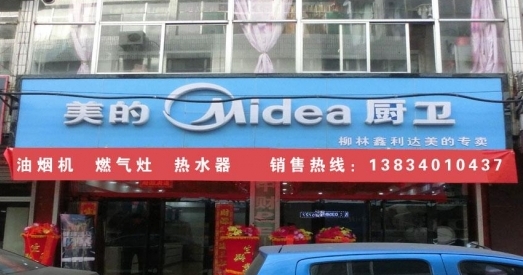 美的 Midea 厨卫
柳林鑫利达美的专卖
油烟机 燃气灶 热水器 销售热线：13834010437